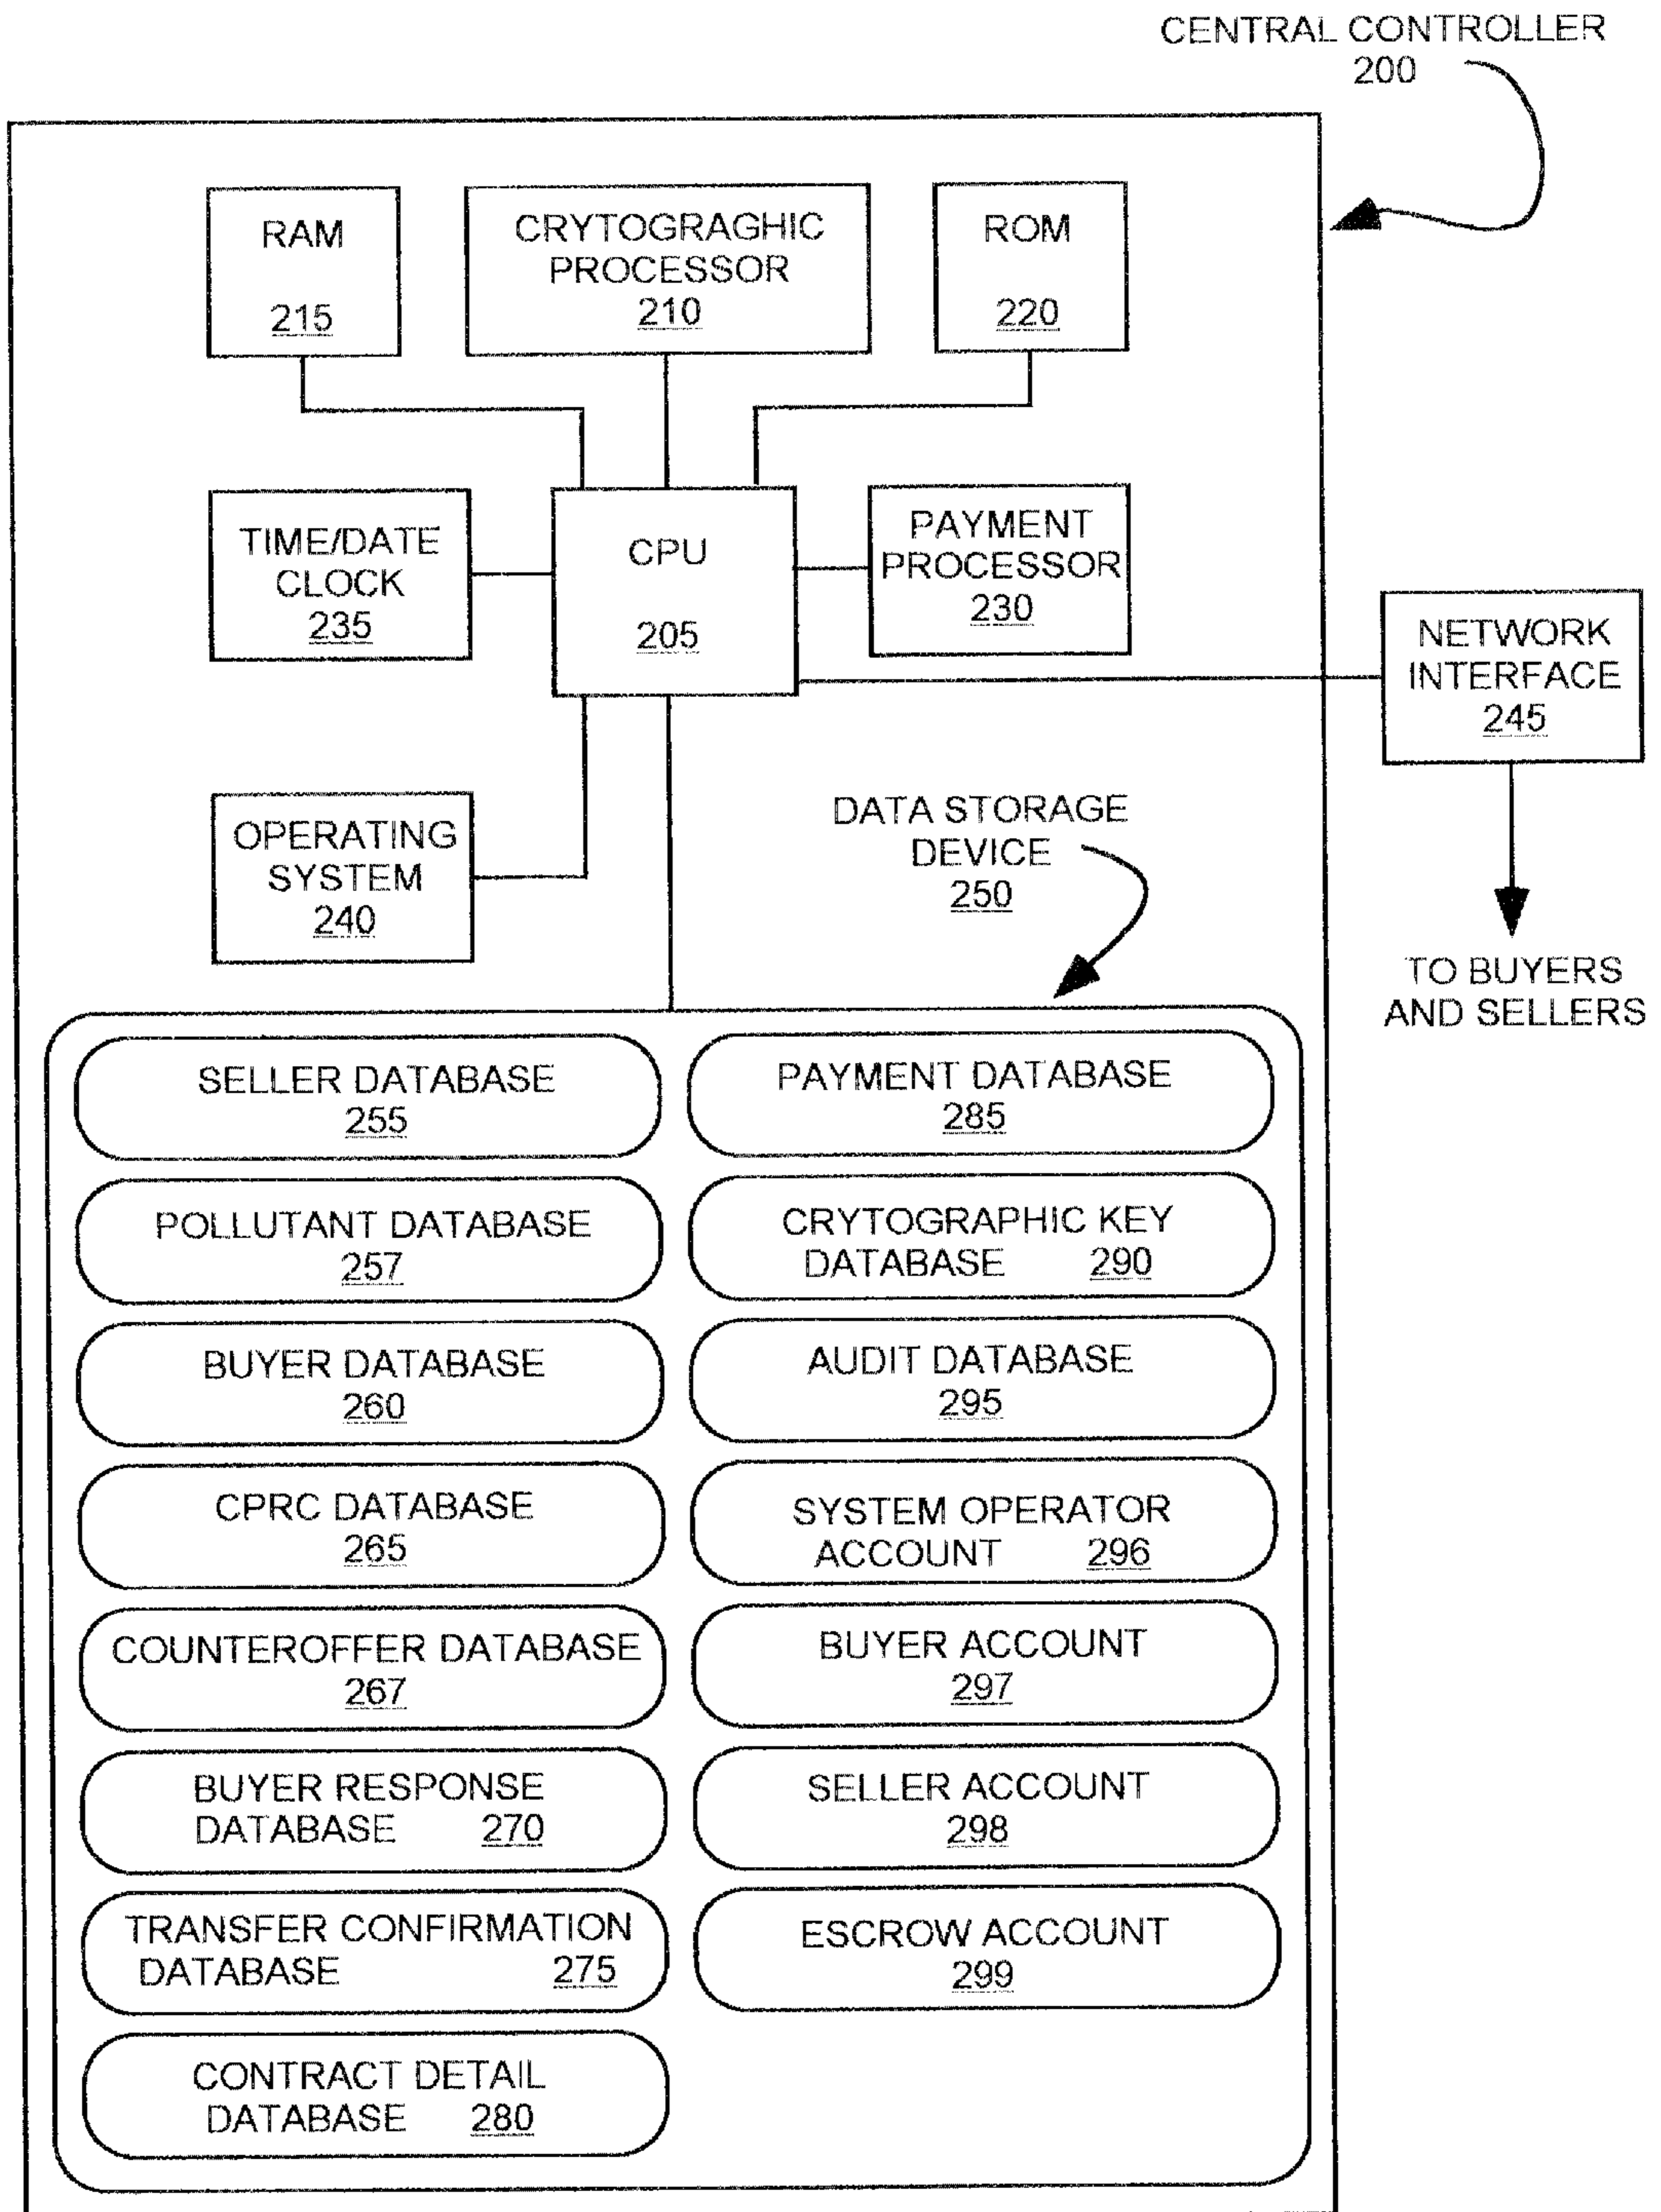 CENTRAL CONTROLLER
200
RAM
215
CRYTOGRAGHIC
PROCESSOR
210
ROM
220
TIME/DATE
CLOCK
235
CPU
205
PAYMENT
PROCESSOR
230
NETWORK
INTERFACE
245
OPERATING
SYSTEM
240
DATA STORAGE
DEVICE
250
TO BUYERS
AND SELLERS
SELLER DATABASE
255
PAYMENT DATABASE
285
POLLUTANT DATABASE
257
CRYTOGRAPHIC KEY
DATABASE 290
BUYER DATABASE
260
AUDIT DATABASE
295
CPRC DATABASE
265
SYSTEM OPERATOR
ACCOUNT 296
COUNTEROFFER DATABASE
267
BUYER ACCOUNT
297
BUYER RESPONSE
DATABASE 270
SELLER ACCOUNT
298
TRANSFER CONFIRMATION
DATABASE 275
ESCROW ACCOUNT
299
CONTRACT DETAIL
DATABASE 280